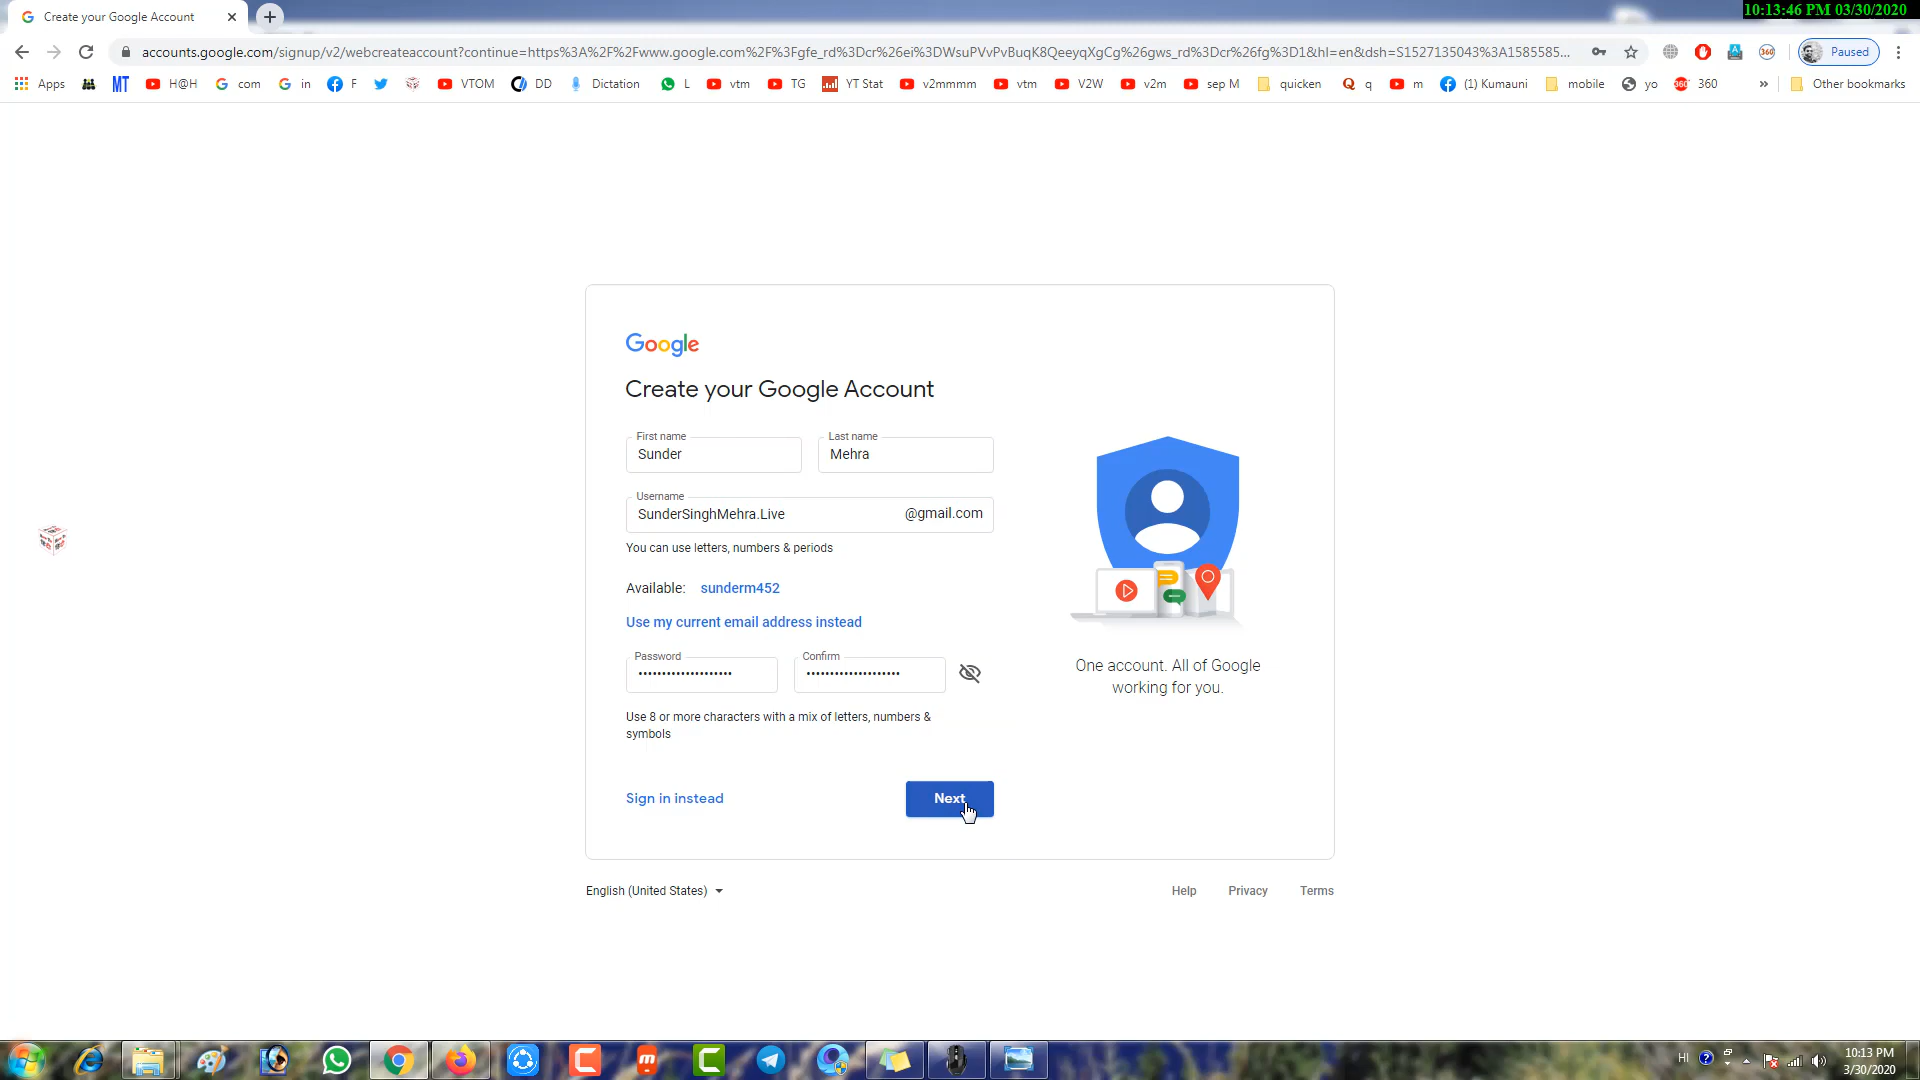 Create your Google Account
10:13:46 PM 03/30/2020
accounts.google.com/signup/v2/webcreateaccount?continue=https%3A%2F%2Fwww.google.com%2F%3Fgfe_rd%3Dcr%26ei%3DWsuPVvPvBuqK8QeeyqXgCg%26gws_rd%3Dcr%26fg%3D1&hl=en&dsh=S1527135043%3A1585585...
360
Paused
Apps
MT
H@H
com
in
F
VTOM
DD
Dictation
L
vtm
TG
YT Stat
v2mmmm
vtm
V2W
v2m
sep M
quicken
q
m
(1) Kumauni
mobile
yo
360
»
Other bookmarks
Google
Create your Google Account
First name
Last name
Sunder
Mehra
Username
SunderSinghMehra.Live
@gmail.com
You can use letters, numbers & periods
Available: sunderm452
Use my current email address instead
Password
Confirm
Use 8 or more characters with a mix of letters, numbers &
symbols
Sign in instead
Next
One account. All of Google
working for you.
English (United States)
Help
Privacy
Terms
HI
10:13 PM
3/30/2020